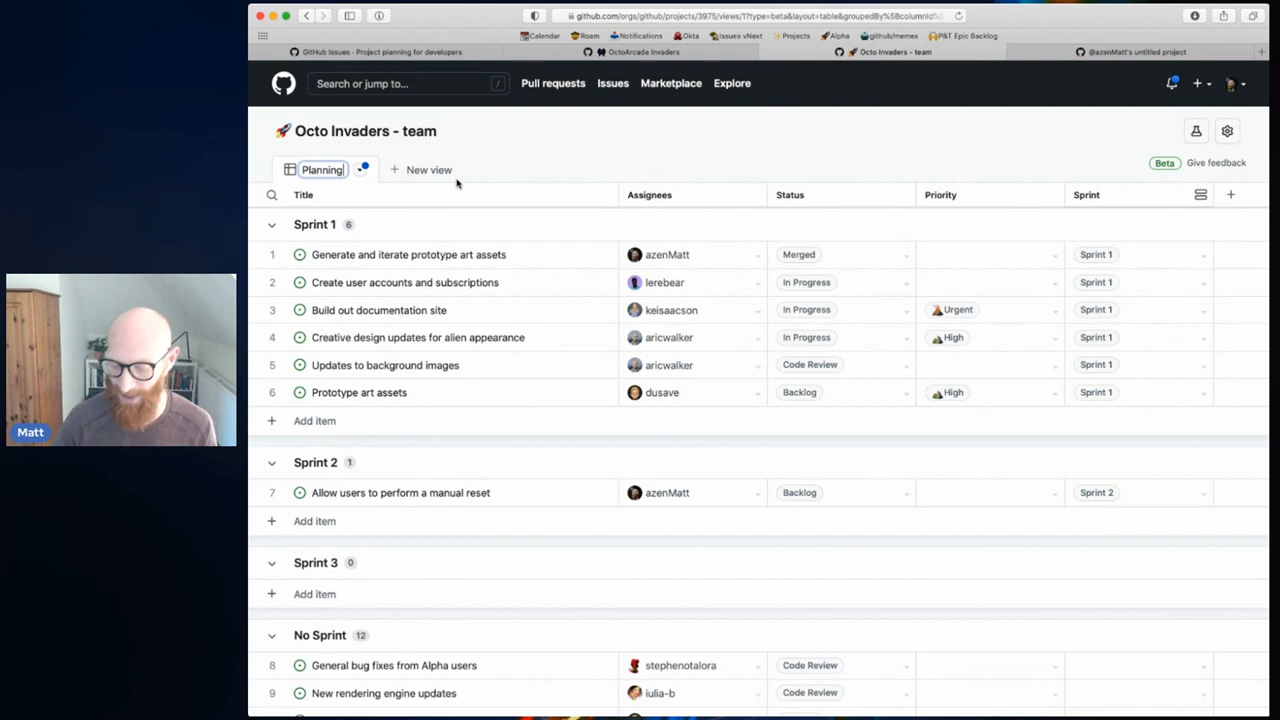 github.com/orgs/github/projects/3975/views/1?type=beta&layout=table&groupedBy%5BcolumnId%
Calendar Roam Notifications Okta Issues vNext Projects Alpha github/memex P&T Epic Backlog
GitHub Issues - Project planning for developers OctoArcade Invaders 🚀 Octo Invaders - team @azenMatt's untitled project
Search or jump to... / Pull requests Issues Marketplace Explore
🚀 Octo Invaders - team
Planning + New view Beta Give feedback
Title Assignees Status Priority Sprint
Sprint 1 6
1 Generate and iterate prototype art assets azenMatt Merged Sprint 1
2 Create user accounts and subscriptions lerebear In Progress Sprint 1
3 Build out documentation site keisaacson In Progress 🌋Urgent Sprint 1
4 Creative design updates for alien appearance aricwalker In Progress 🏔High Sprint 1
5 Updates to background images aricwalker Code Review Sprint 1
6 Prototype art assets dusave Backlog 🏔High Sprint 1
+ Add item
Sprint 2 1
7 Allow users to perform a manual reset azenMatt Backlog Sprint 2
+ Add item
Sprint 3 0
+ Add item
No Sprint 12
8 General bug fixes from Alpha users stephenotalora Code Review
9 New rendering engine updates iulia-b Code Review
Matt